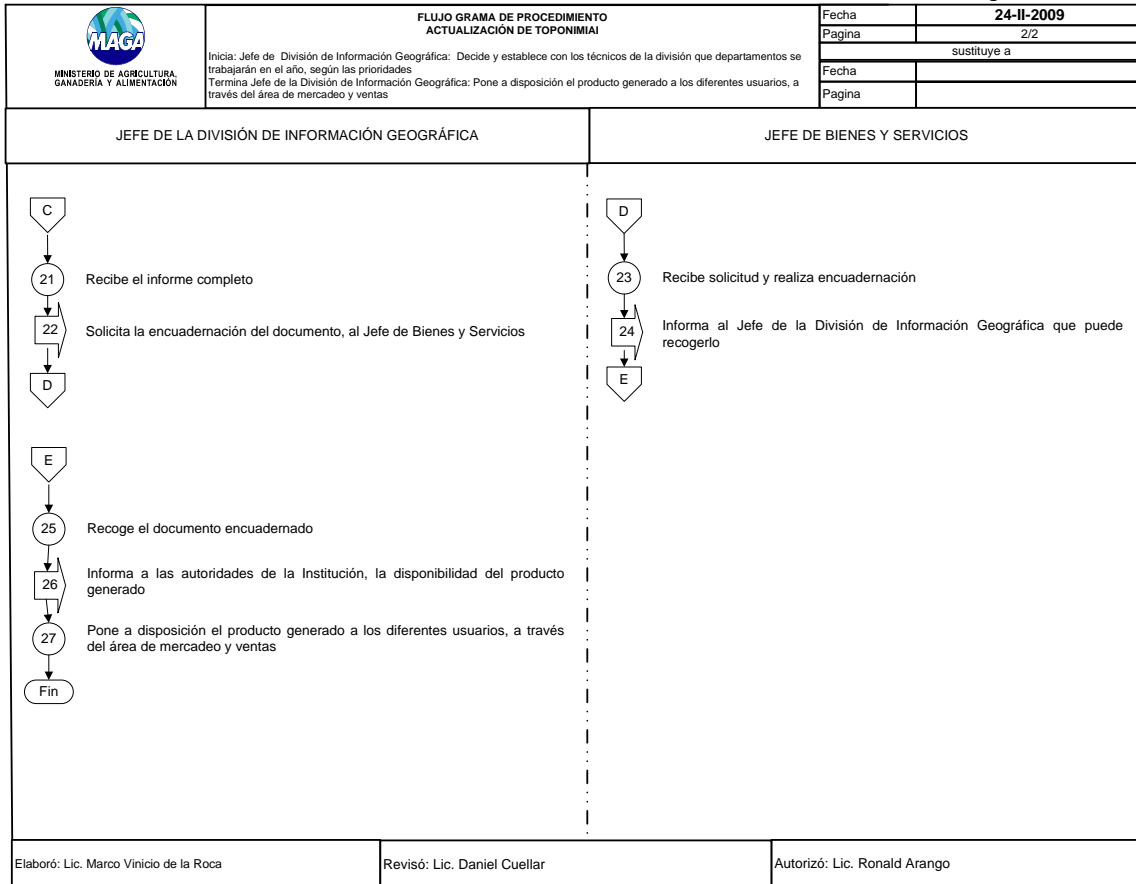 MAGA
MINISTERIO DE AGRICULTURA,
GANADERÍA Y ALIMENTACIÓN
FLUJO GRAMA DE PROCEDIMIENTO
ACTUALIZACIÓN DE TOPONIMIAI
Inicia: Jefe de División de Información Geográfica: Decide y establece con los técnicos de la división que departamentos se
trabajarán en el año, según las prioridades
Termina Jefe de la División de Información Geográfica: Pone a disposición el producto generado a los diferentes usuarios, a
través del área de mercadeo y ventas
Fecha 24-II-2009
Pagina 2/2
sustituye a
Fecha
Pagina
JEFE DE LA DIVISIÓN DE INFORMACIÓN GEOGRÁFICA
JEFE DE BIENES Y SERVICIOS
C
21 Recibe el informe completo
22 Solicita la encuadernación del documento, al Jefe de Bienes y Servicios
D
E
25 Recoge el documento encuadernado
26 Informa a las autoridades de la Institución, la disponibilidad del producto
generado
27 Pone a disposición el producto generado a los diferentes usuarios, a través
del área de mercadeo y ventas
Fin
D
23 Recibe solicitud y realiza encuadernación
24 Informa al Jefe de la División de Información Geográfica que puede
recogerlo
E
Elaboró: Lic. Marco Vinicio de la Roca
Revisó: Lic. Daniel Cuellar
Autorizó: Lic. Ronald Arango